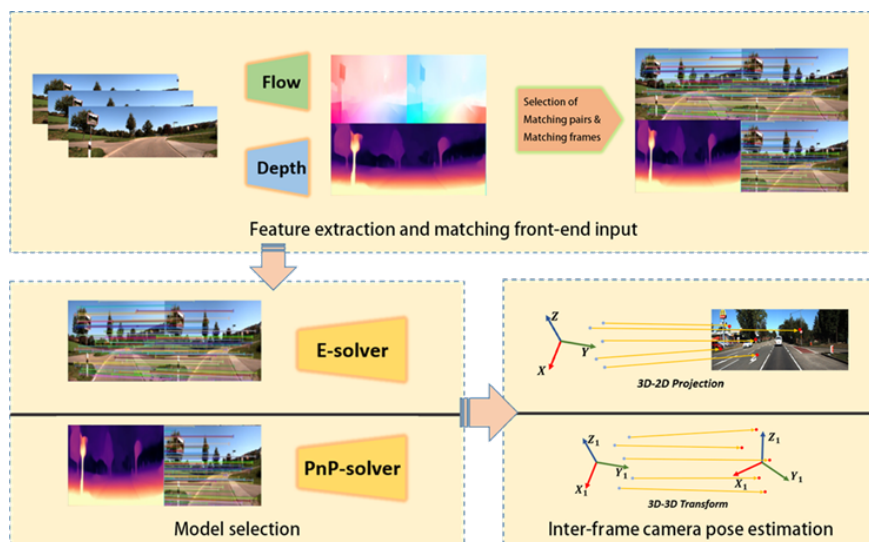 Flow
Depth
Selection of
Matching pairs &
Matching frames
Feature extraction and matching front-end input
E-solver
PnP-solver
Model selection
Z
Y
X
3D-2D Projection
Z₁
Y₁
X₁
Z₁
X₁
Y₁
3D-3D Transform
Inter-frame camera pose estimation